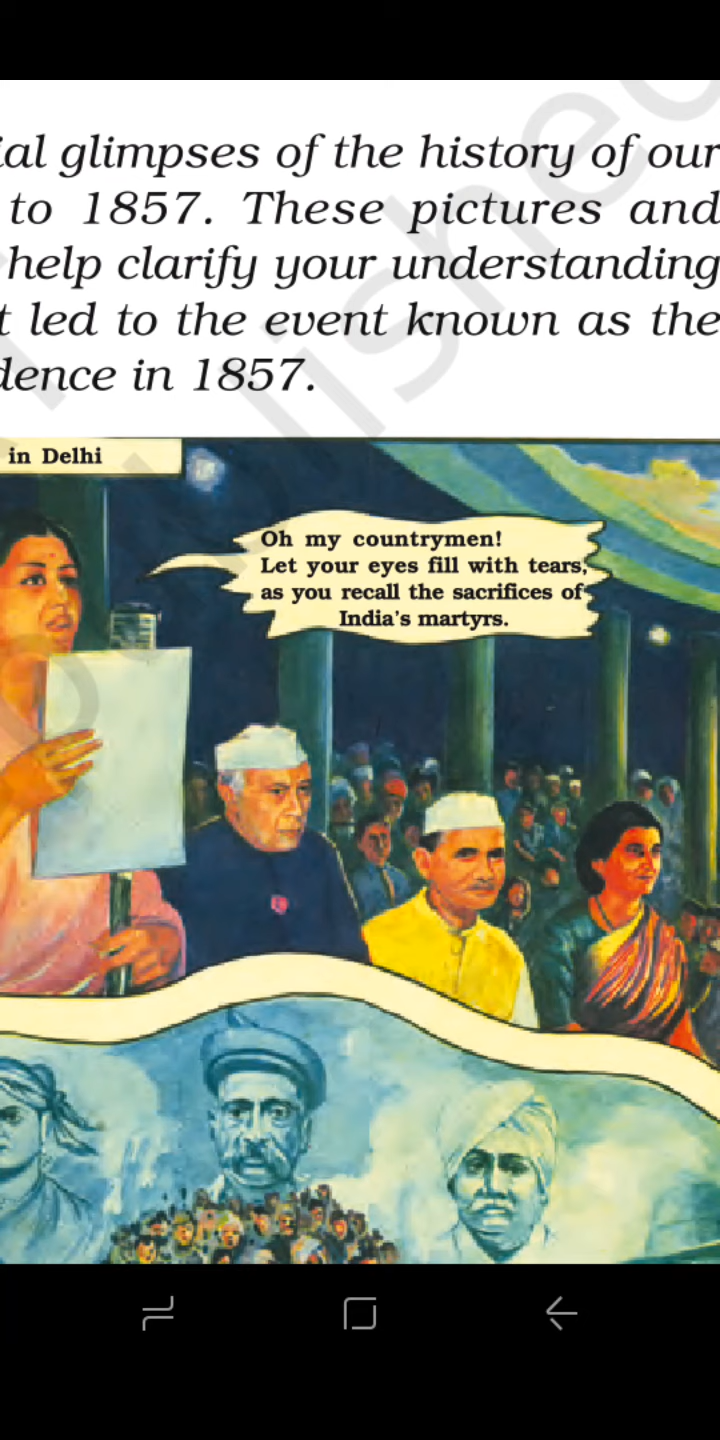 ial glimpses of the history of our
to 1857. These pictures and
help clarify your understanding
t led to the event known as the
dence in 1857.
in Delhi
Oh my countrymen!
Let your eyes fill with tears,
as you recall the sacrifices of
India's martyrs.